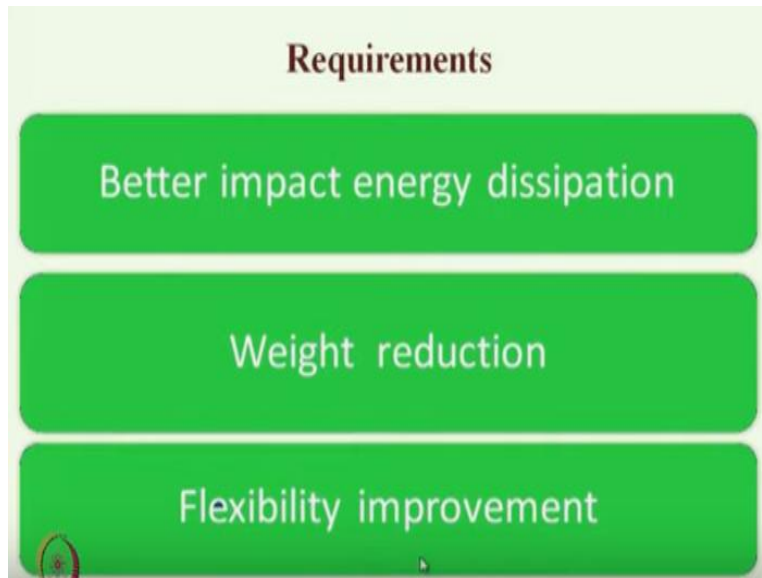 Requirements
Better impact energy dissipation
Weight reduction
Flexibility improvement